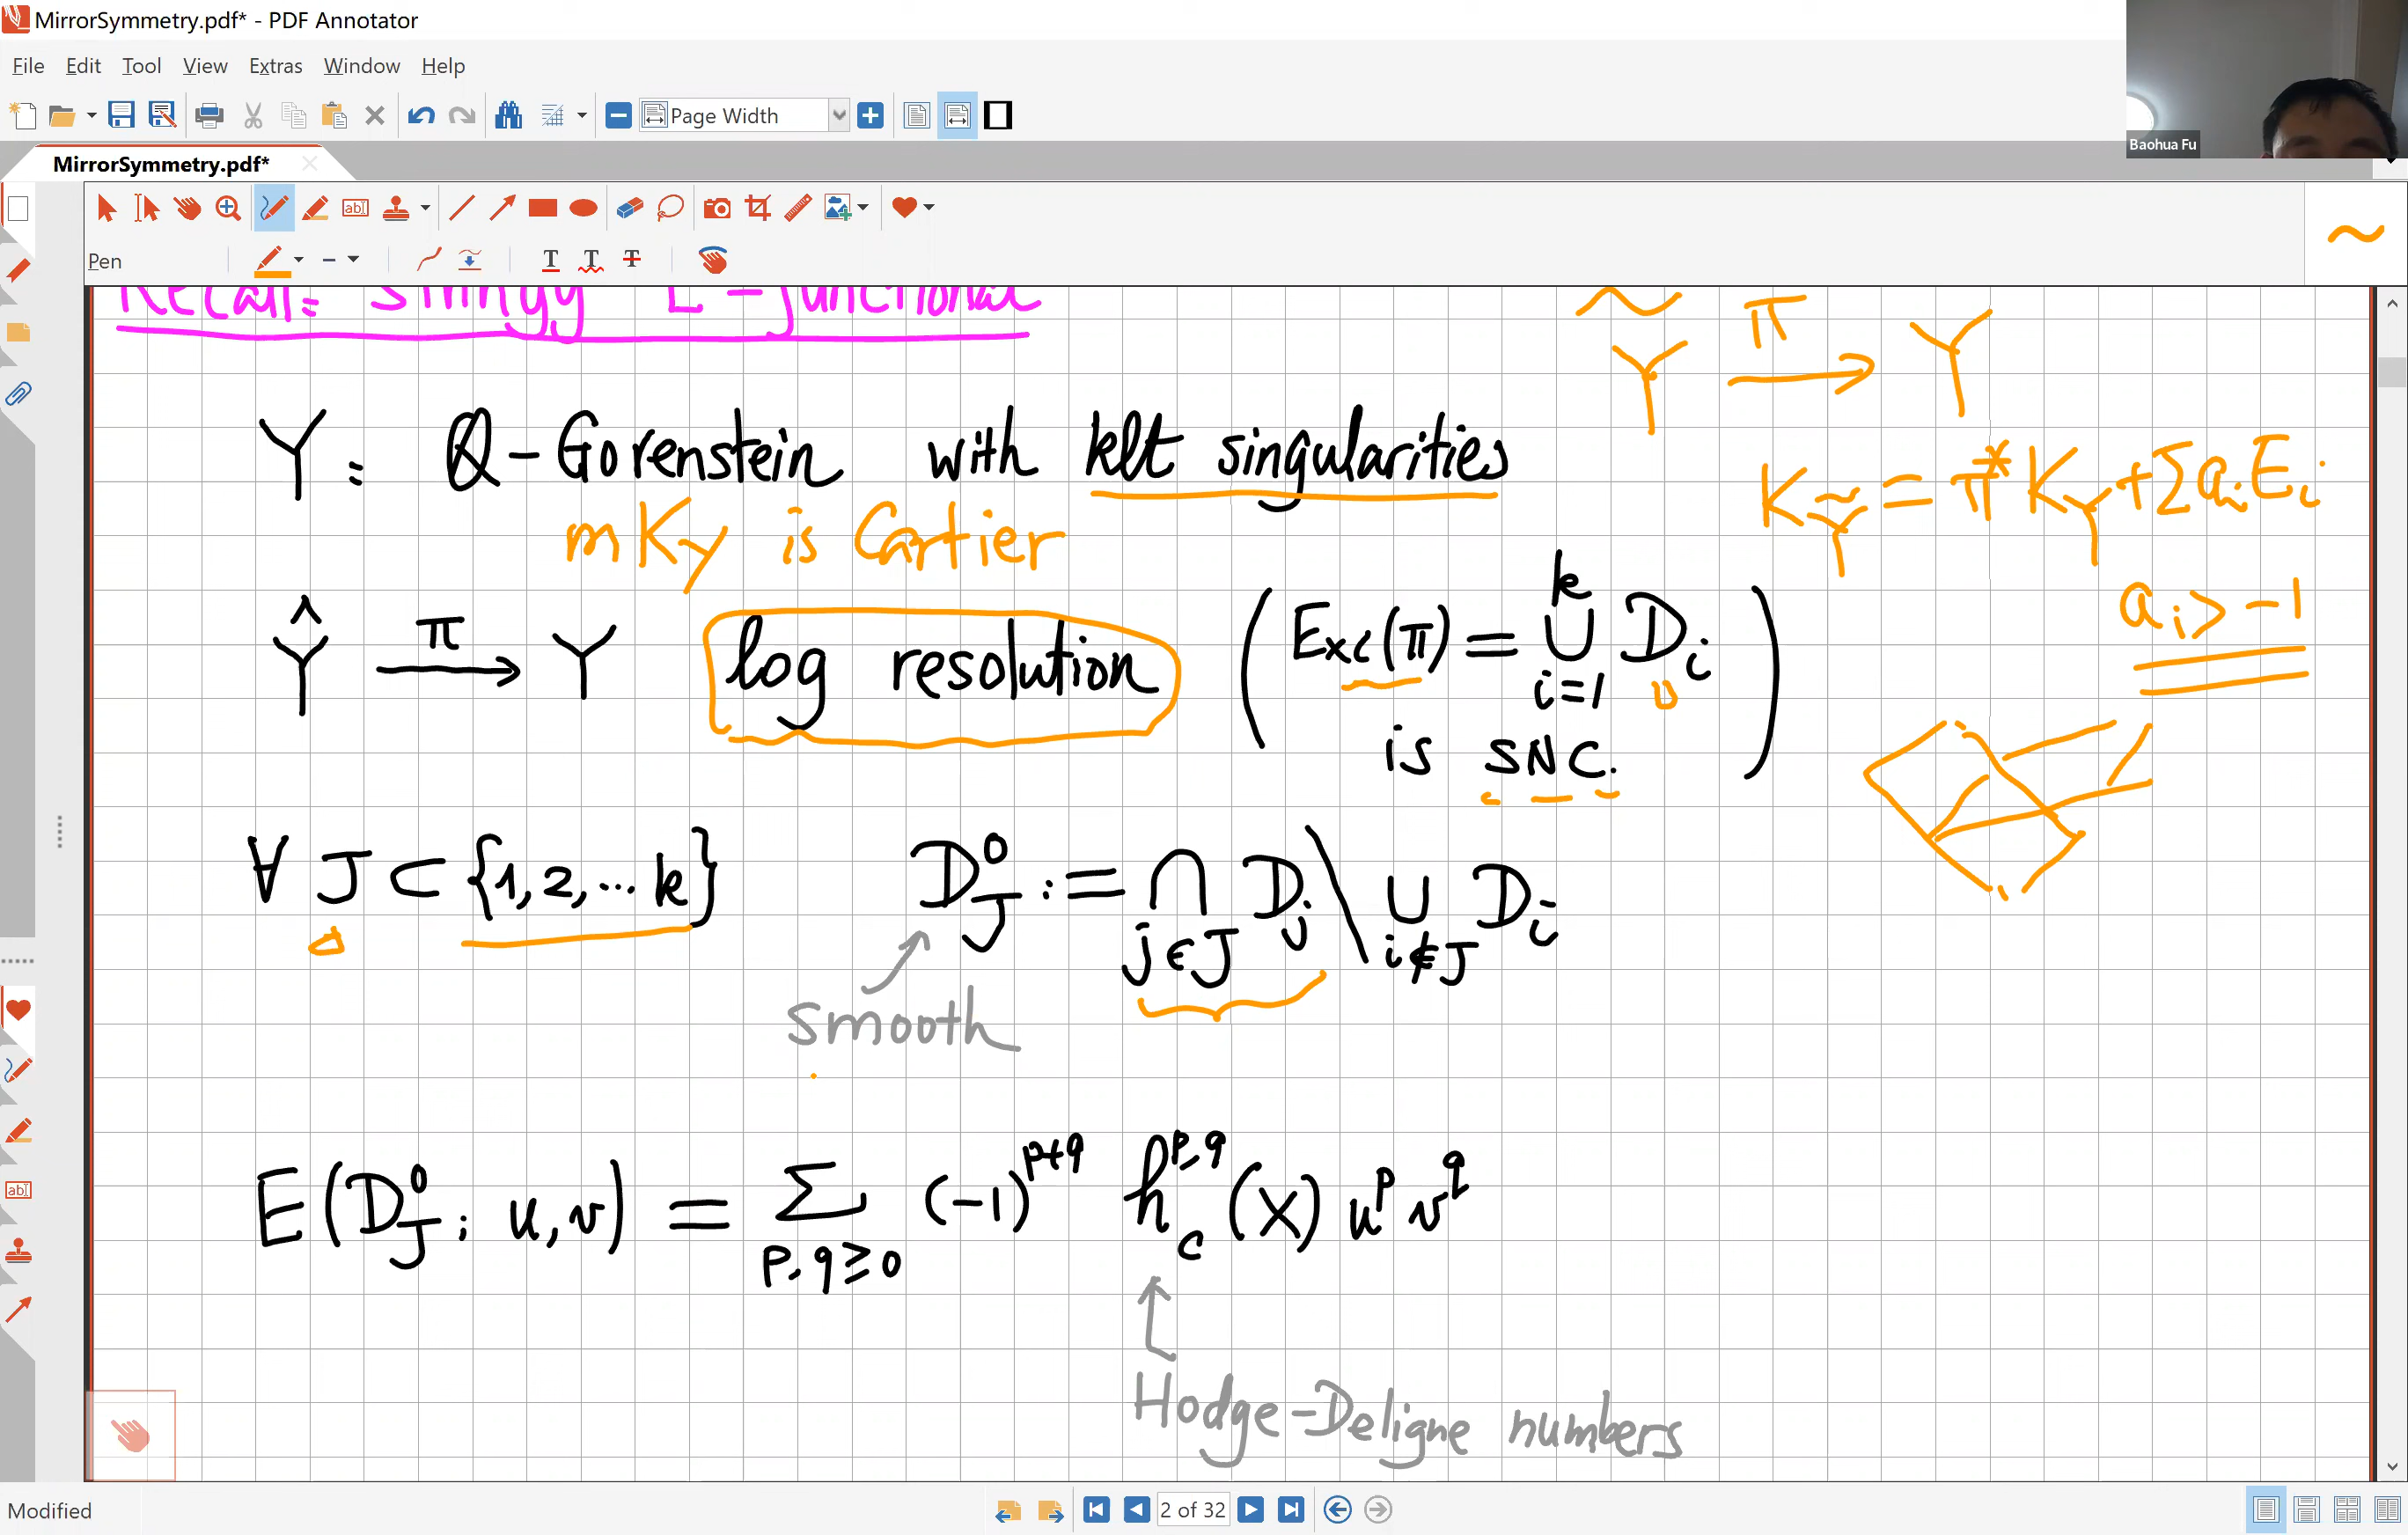 MirrorSymmetry.pdf* - PDF Annotator
File Edit Tool View Extras Window Help
Page Width
Baohua Fu
MirrorSymmetry.pdf*
Pen
Recall: stringy E-functional
Ỹ π→ Y
Y: Q-Gorenstein with klt singularities
K_Ỹ = π*K_Y + Σ a_i E_i
mK_Y is Cartier
a_i > -1
Ŷ π→ Y log resolution (Exc(π) = ∪_{i=1}^{k} D_i
is SNC.)
∀ J ⊂ {1, 2, ... k} D_J^0 := ∩_{j∈J} D_j \ ∪_{i∉J} D_i
smooth
E(D_J^0; u, v) = Σ_{p,q≥0} (-1)^{p+q} h_c^{p,q}(X) u^p v^q
Hodge-Deligne numbers
Modified
2 of 32